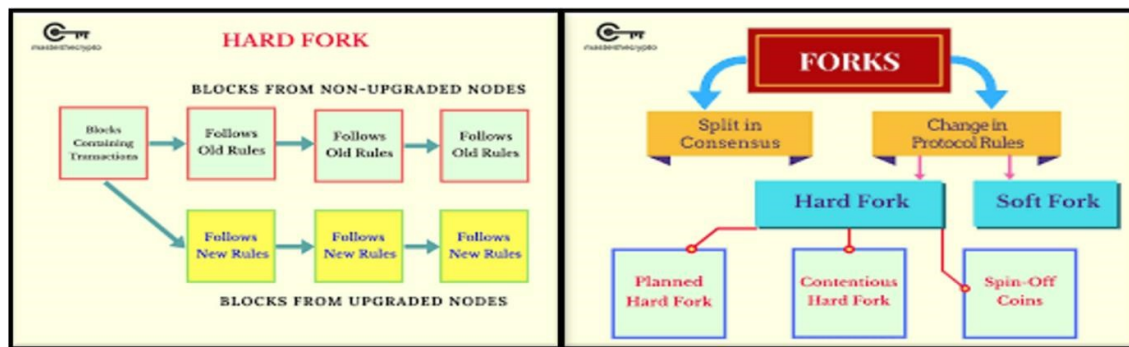 masterthecrypto
HARD FORK
BLOCKS FROM NON-UPGRADED NODES
Blocks
Containing
Transactions
Follows
Old Rules
Follows
Old Rules
Follows
Old Rules
Follows
New Rules
Follows
New Rules
Follows
New Rules
BLOCKS FROM UPGRADED NODES
masterthecrypto
FORKS
Split in
Consensus
Change in
Protocol Rules
Hard Fork
Soft Fork
Planned
Hard Fork
Contentious
Hard Fork
Spin-Off
Coins